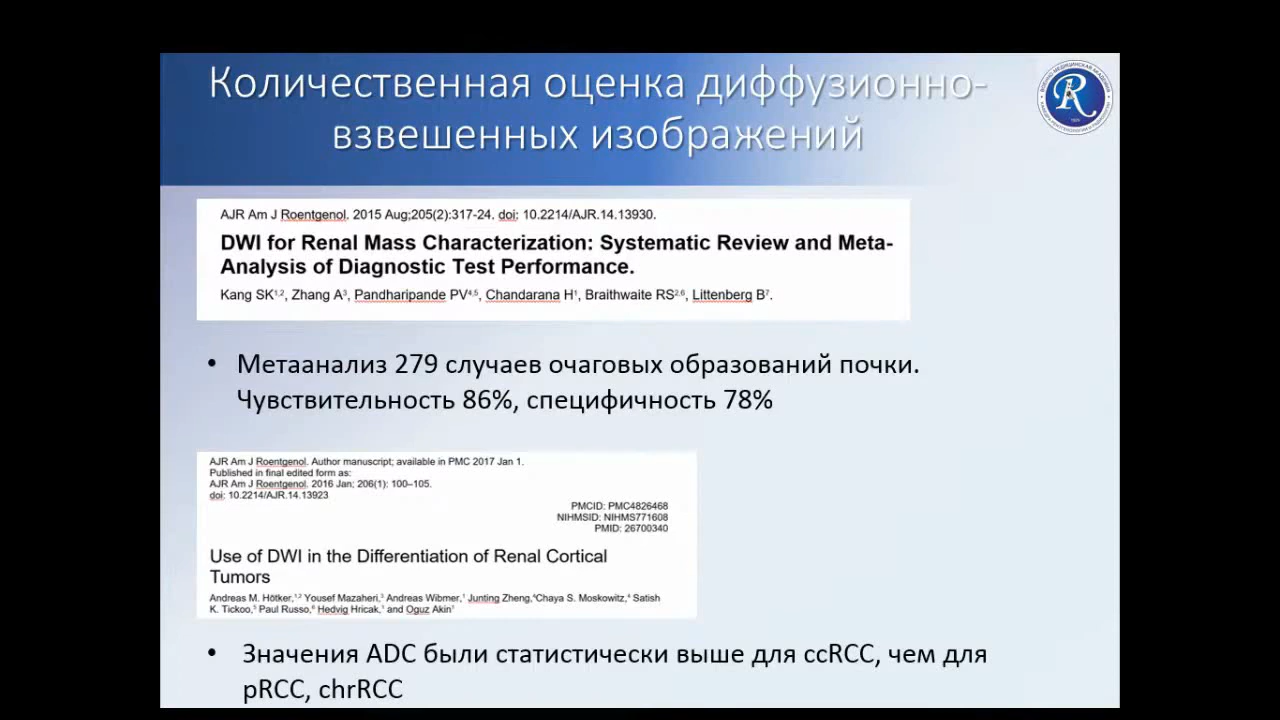 Количественная оценка диффузионно-
взвешенных изображений
AJR Am J Roentgenol. 2015 Aug;205(2):317-24. doi: 10.2214/AJR.14.13930.
DWI for Renal Mass Characterization: Systematic Review and Meta-
Analysis of Diagnostic Test Performance.
Kang SK1,2, Zhang A3, Pandharipande PV4,5, Chandarana H1, Braithwaite RS2,6, Littenberg B7.
• Метаанализ 279 случаев очаговых образований почки.
Чувствительность 86%, специфичность 78%
AJR Am J Roentgenol. Author manuscript; available in PMC 2017 Jan 1.
Published in final edited form as:
AJR Am J Roentgenol. 2016 Jan; 206(1): 100–105.
doi: 10.2214/AJR.14.13923
PMCID: PMC4826468
NIHMSID: NIHMS771608
PMID: 26700340
Use of DWI in the Differentiation of Renal Cortical
Tumors
Andreas M. Hötker,1,2 Yousef Mazaheri,3 Andreas Wibmer,1 Junting Zheng,4Chaya S. Moskowitz,4 Satish
K. Tickoo,5 Paul Russo,6 Hedvig Hricak,1 and Oguz Akin1
• Значения ADC были статистически выше для ccRCC, чем для
pRCC, chrRCC